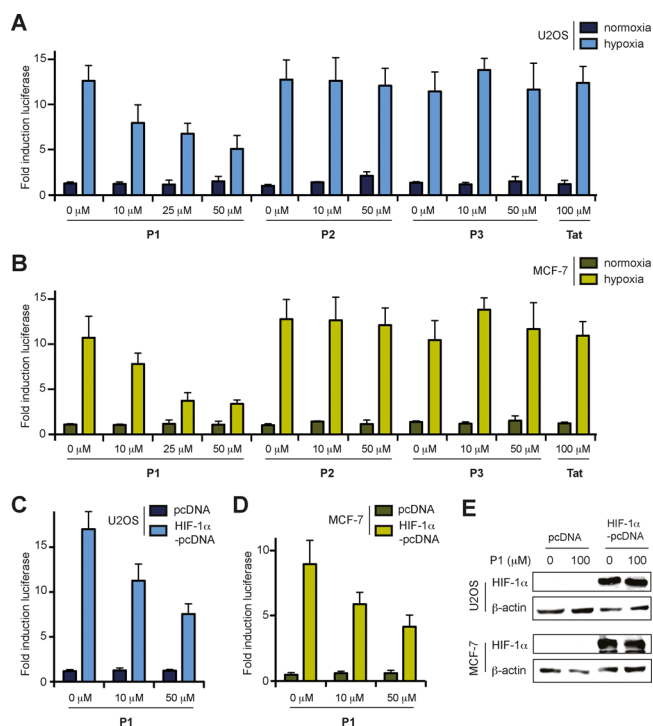 A
U2OS
normoxia
hypoxia
Fold induction luciferase
15
10
5
0
0 μM 10 μM 25 μM 50 μM 0 μM 10 μM 50 μM 0 μM 10 μM 50 μM 100 μM
P1 P2 P3 Tat
B
MCF-7
normoxia
hypoxia
Fold induction luciferase
15
10
5
0
0 μM 10 μM 25 μM 50 μM 0 μM 10 μM 50 μM 0 μM 10 μM 50 μM 100 μM
P1 P2 P3 Tat
C
U2OS
pcDNA
HIF-1α
-pcDNA
Fold induction luciferase
15
10
5
0
0 μM 10 μM 50 μM
P1
D
MCF-7
pcDNA
HIF-1α
-pcDNA
Fold induction luciferase
10
5
0
0 μM 10 μM 50 μM
P1
E
pcDNA HIF-1α
-pcDNA
P1 (μM) 0 100 0 100
U2OS
HIF-1α
β-actin
MCF-7
HIF-1α
β-actin